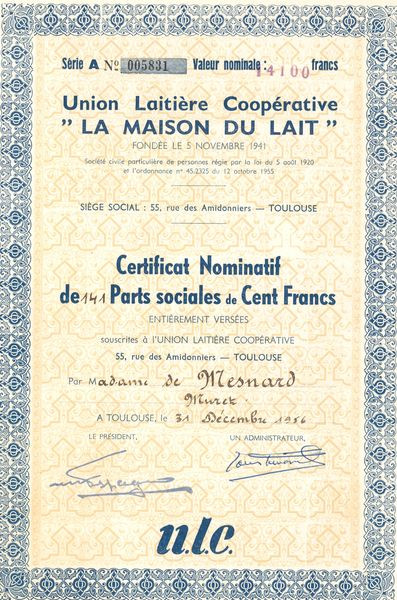 Série A No 005831 Valeur nominale : 14100 francs
Union Laitière Coopérative
" LA MAISON DU LAIT "
FONDÉE LE 5 NOVEMBRE 1941
Société civile particulière de personnes régie par la loi du 5 août 1920
et l'ordonnance n° 45.2325 du 12 octobre 1955
SIÈGE SOCIAL : 55, rue des Amidonniers — TOULOUSE
Certificat Nominatif
de 141 Parts sociales de Cent Francs
ENTIÈREMENT VERSÉES
souscrites à l'UNION LAITIÈRE COOPÉRATIVE
55, rue des Amidonniers — TOULOUSE
Par Madame de Mesnard
Muret
A TOULOUSE, le 31 Décembre 1956
LE PRÉSIDENT, UN ADMINISTRATEUR,
u.l.c.